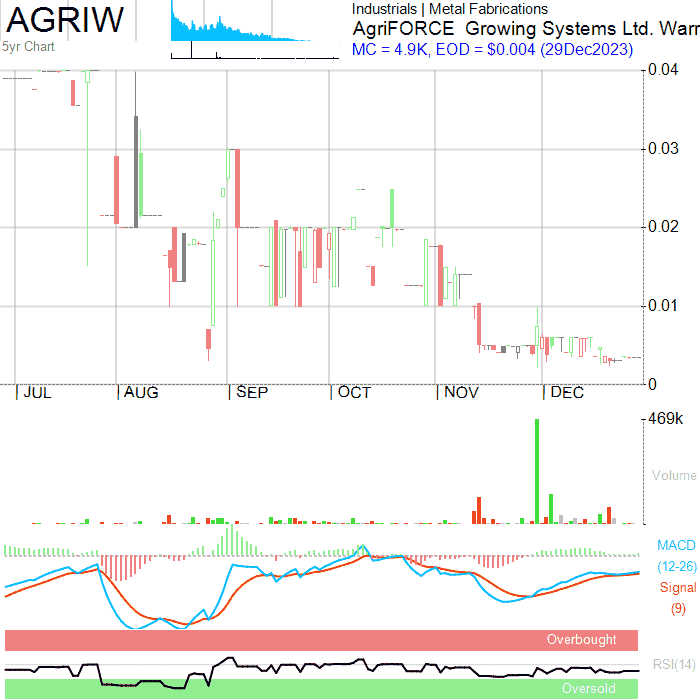 AGRIW
5yr Chart
Industrials | Metal Fabrications
AgriFORCE Growing Systems Ltd. Warr
MC = 4.9K, EOD = $0.004 (29Dec2023)
0.04
0.03
0.02
0.01
0
JUL AUG SEP OCT NOV DEC
469k
Volume
MACD
(12-26)
Signal
(9)
Overbought
RSI(14)
Oversold